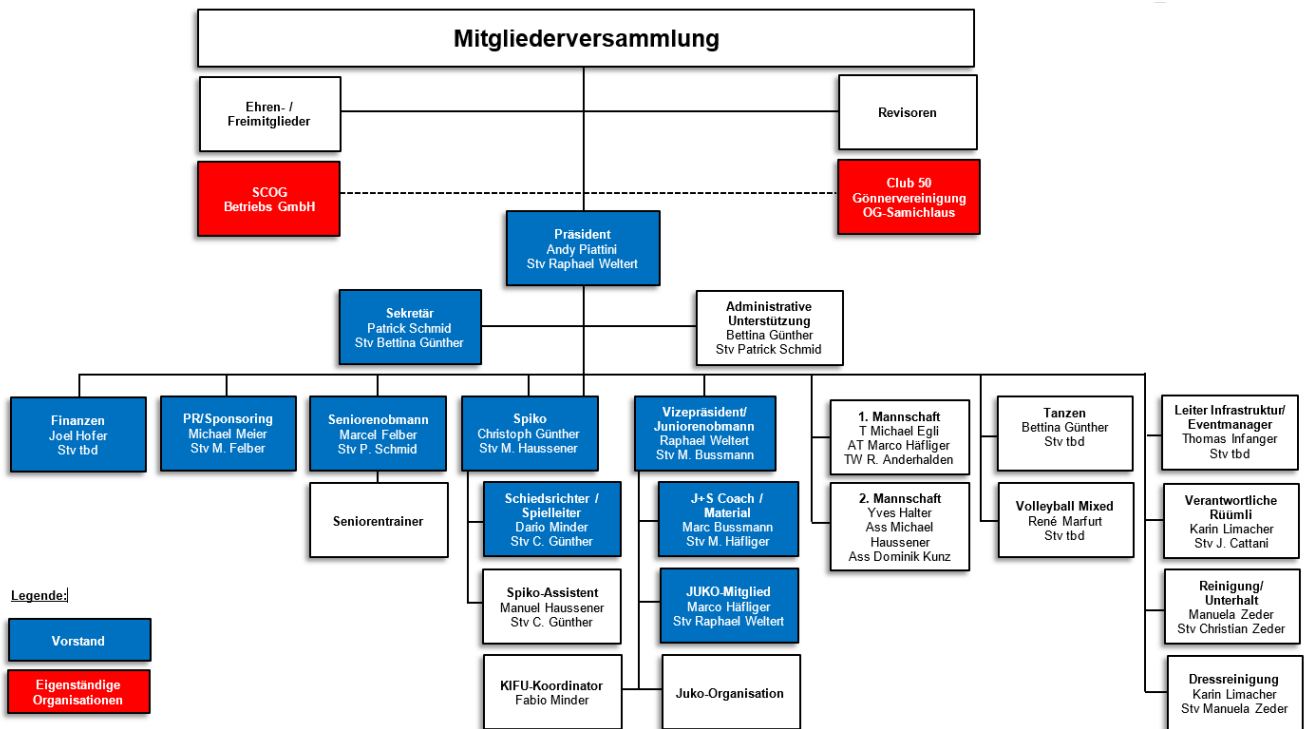 Mitgliederversammlung
Ehren- /
Freimitglieder
Revisoren
SCOG
Betriebs GmbH
Club 50
Gönnervereinigung
OG-Samichlaus
Präsident
Andy Piattini
Stv Raphael Weltert
Sekretär
Patrick Schmid
Stv Bettina Günther
Administrative
Unterstützung
Bettina Günther
Stv Patrick Schmid
Finanzen
Joel Hofer
Stv tbd
PR/Sponsoring
Michael Meier
Stv M. Felber
Seniorenobmann
Marcel Felber
Stv P. Schmid
Seniorentrainer
Spiko
Christoph Günther
Stv M. Haussener
Schiedsrichter /
Spielleiter
Dario Minder
Stv C. Günther
Spiko-Assistent
Manuel Haussener
Stv C. Günther
KIFU-Koordinator
Fabio Minder
Vizepräsident/
Juniorenobmann
Raphael Weltert
Stv M. Bussmann
J+S Coach /
Material
Marc Bussmann
Stv M. Häfliger
JUKO-Mitglied
Marco Häfliger
Stv Raphael Weltert
Juko-Organisation
1. Mannschaft
T Michael Egli
AT Marco Häfliger
TW R. Anderhalden
2. Mannschaft
Yves Halter
Ass Michael
Haussener
Ass Dominik Kunz
Tanzen
Bettina Günther
Stv tbd
Volleyball Mixed
René Marfurt
Stv tbd
Leiter Infrastruktur/
Eventmanager
Thomas Infanger
Stv tbd
Verantwortliche
Rüümli
Karin Limacher
Stv J. Cattani
Reinigung/
Unterhalt
Manuela Zeder
Stv Christian Zeder
Dressreinigung
Karin Limacher
Stv Manuela Zeder
Legende:
Vorstand
Eigenständige
Organisationen